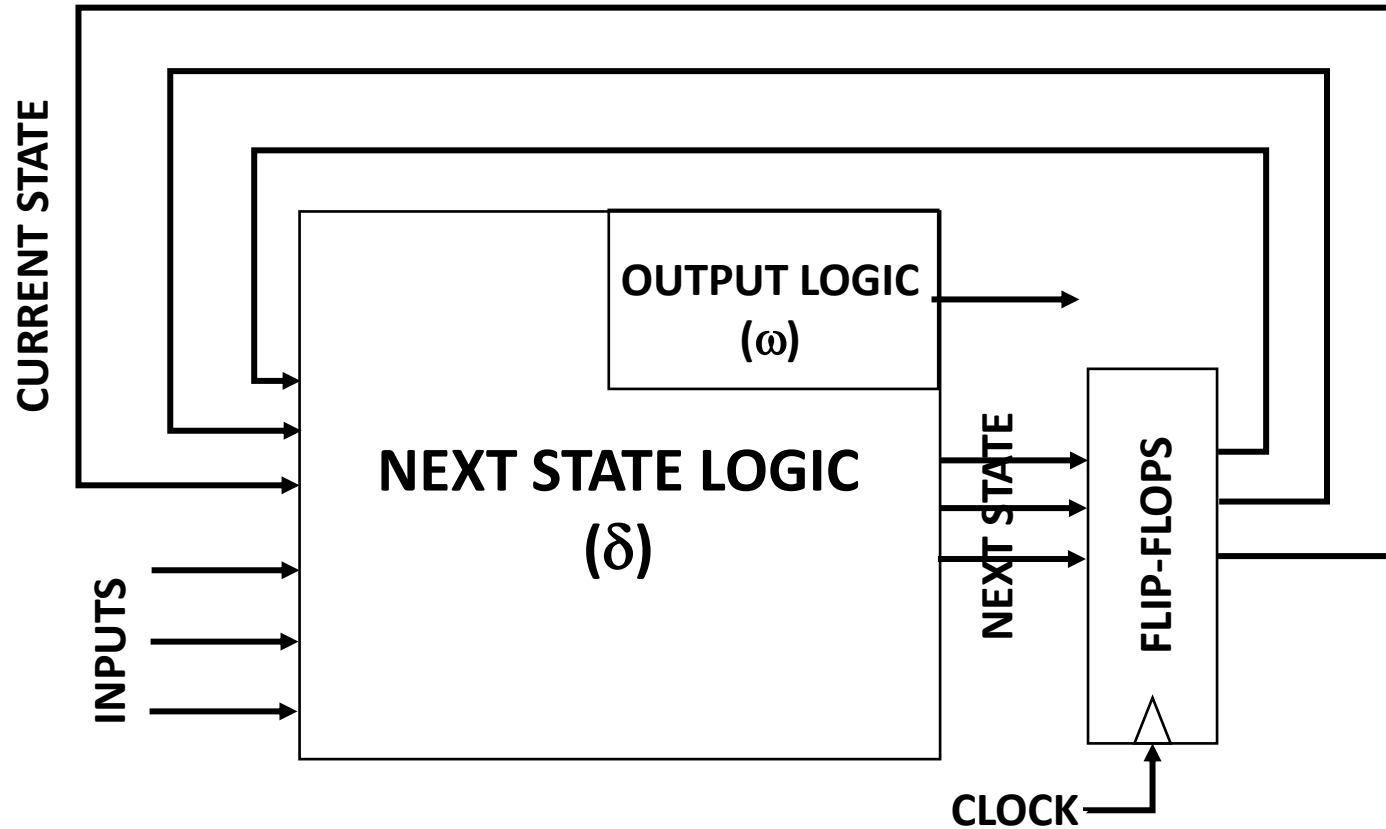 CURRENT STATE
OUTPUT LOGIC
(ω)
NEXT STATE LOGIC
(δ)
NEXT STATE
FLIP-FLOPS
INPUTS
CLOCK